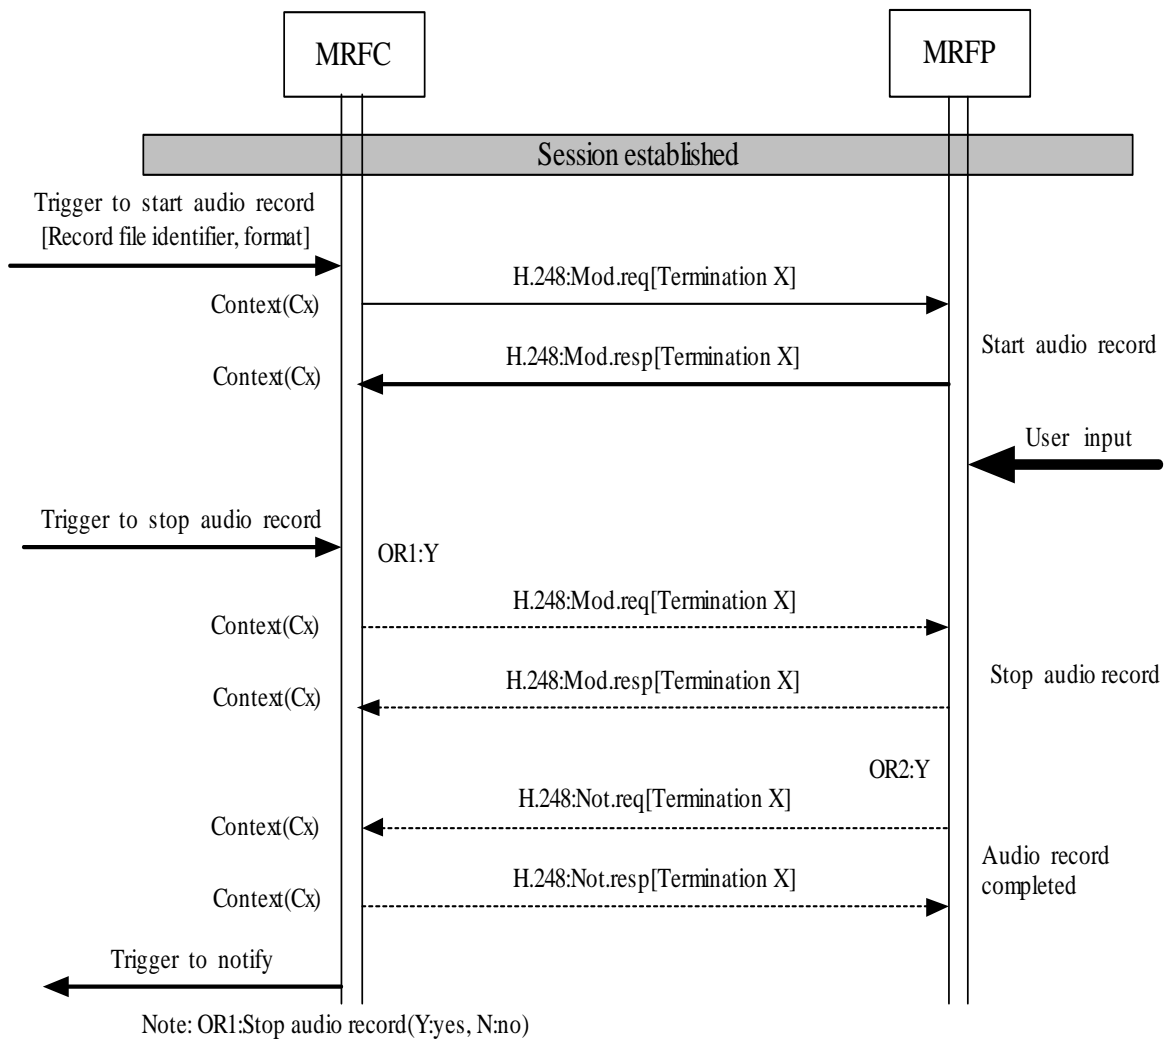 MRFC
MRFP
Session established
Trigger to start audio record
[Record file identifier, format]
H.248:Mod.req[Termination X]
Context(Cx)
Start audio record
H.248:Mod.resp[Termination X]
Context(Cx)
User input
Trigger to stop audio record
OR1:Y
H.248:Mod.req[Termination X]
Context(Cx)
Stop audio record
H.248:Mod.resp[Termination X]
Context(Cx)
OR2:Y
H.248:Not.req[Termination X]
Context(Cx)
Audio record
completed
H.248:Not.resp[Termination X]
Context(Cx)
Trigger to notify
Note: OR1:Stop audio record(Y:yes, N:no)